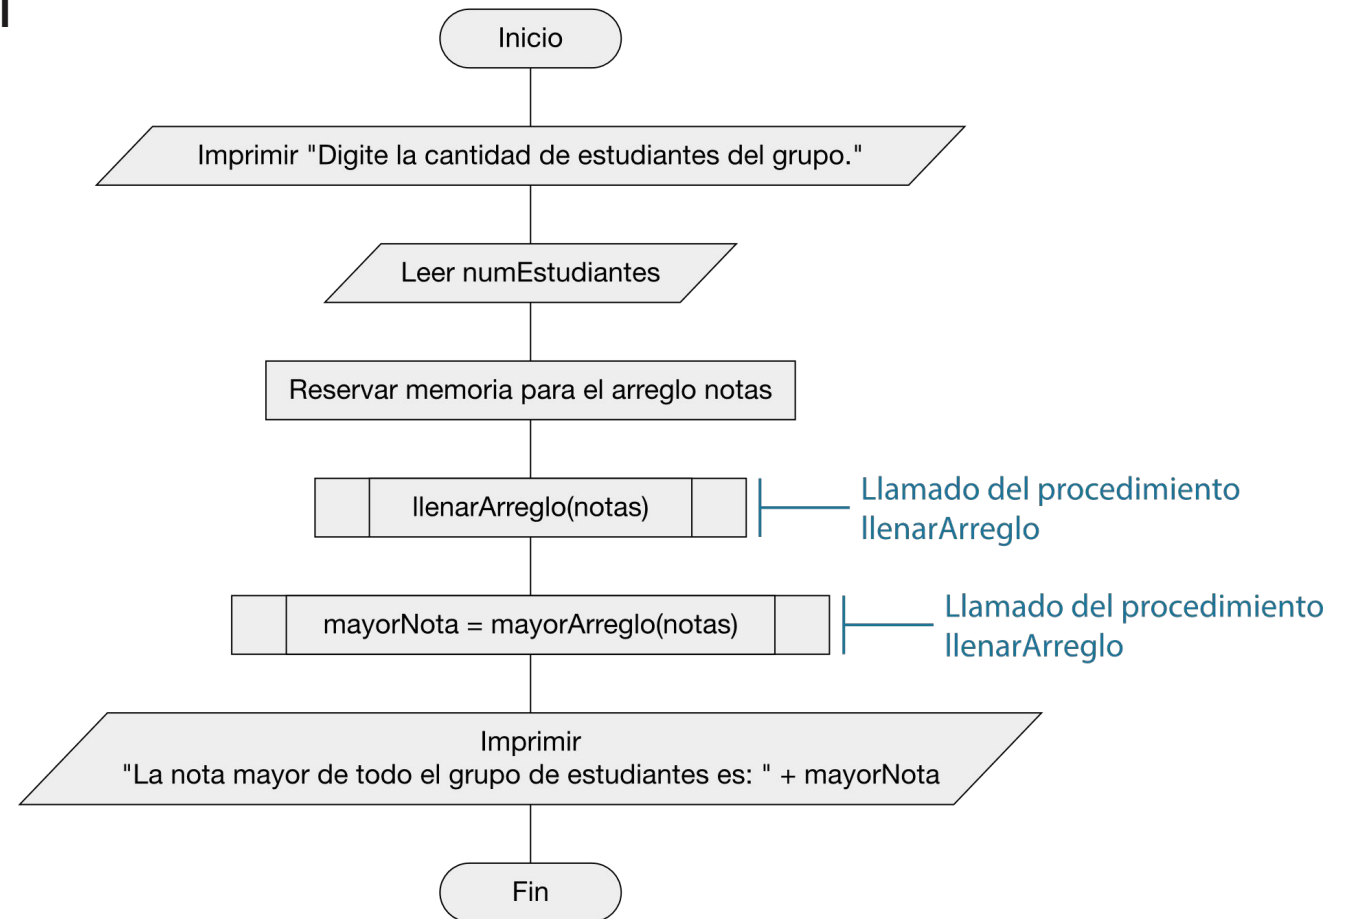 Inicio
Imprimir "Digite la cantidad de estudiantes del grupo."
Leer numEstudiantes
Reservar memoria para el arreglo notas
llenarArreglo(notas)
Llamado del procedimiento
llenarArreglo
mayorNota = mayorArreglo(notas)
Llamado del procedimiento
llenarArreglo
Imprimir
"La nota mayor de todo el grupo de estudiantes es: " + mayorNota
Fin